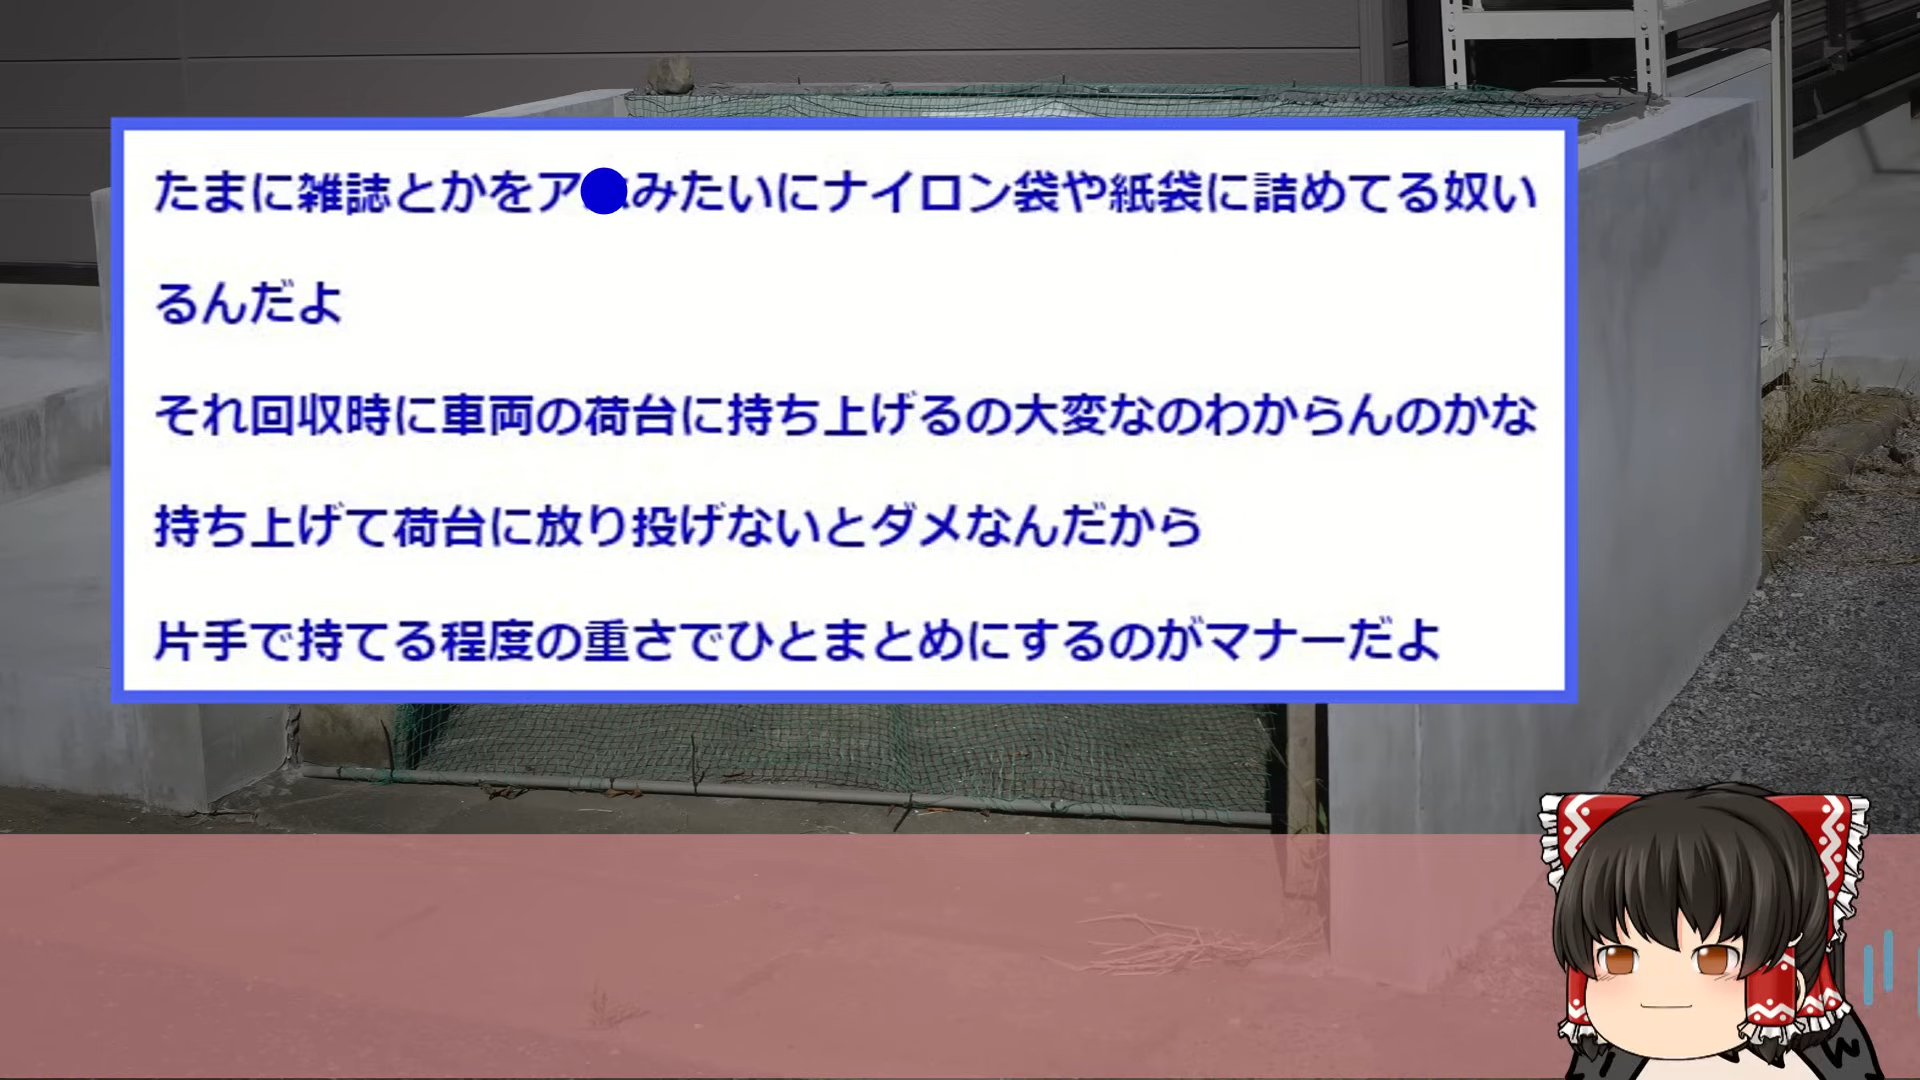 たまに雑誌とかをア●みたいにナイロン袋や紙袋に詰めてる奴い
るんだよ
それ回収時に車両の荷台に持ち上げるの大変なのわからんのかな
持ち上げて荷台に放り投げないとダメなんだから
片手で持てる程度の重さでひとまとめにするのがマナーだよ